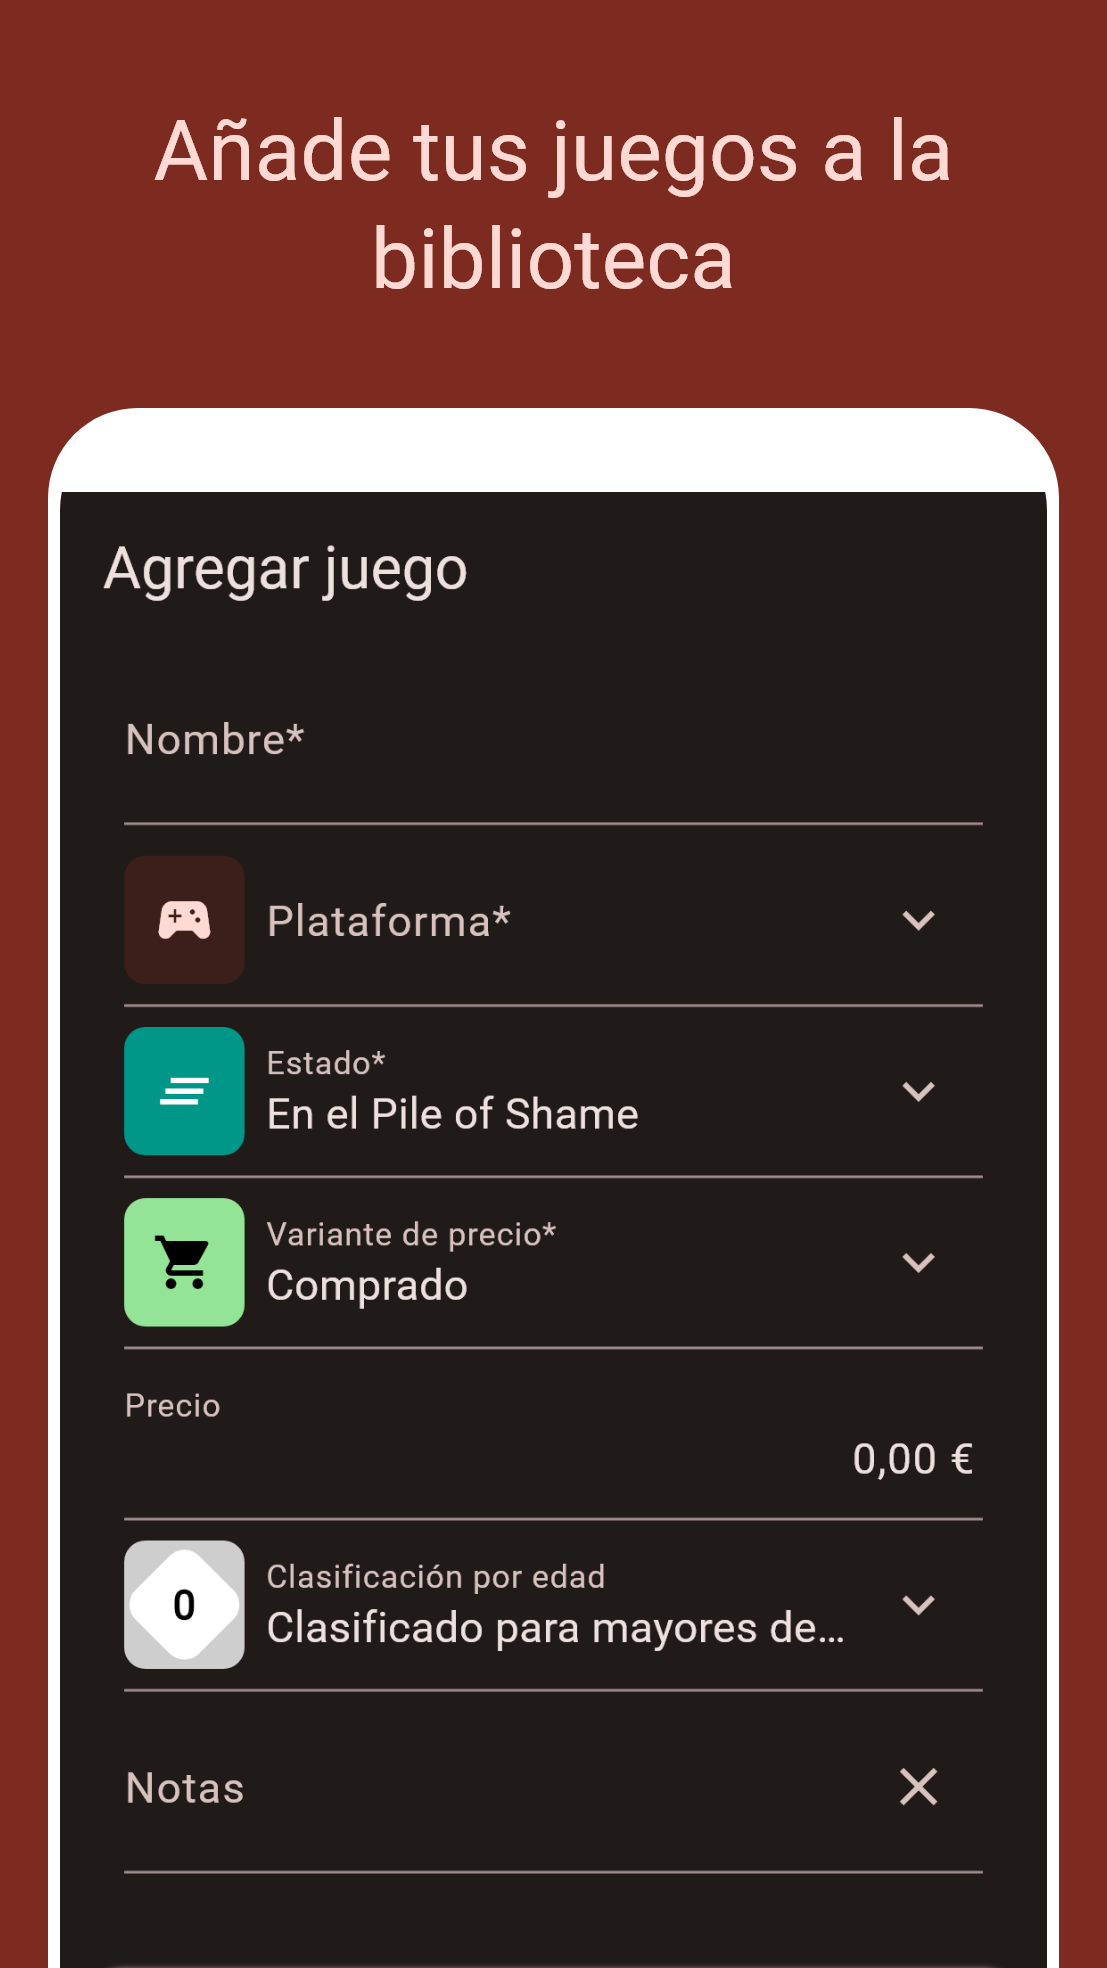 Añade tus juegos a la
biblioteca
Agregar juego
Nombre*
Plataforma*
Estado*
En el Pile of Shame
Variante de precio*
Comprado
Precio
0,00 €
0
Clasificación por edad
Clasificado para mayores de...
Notas